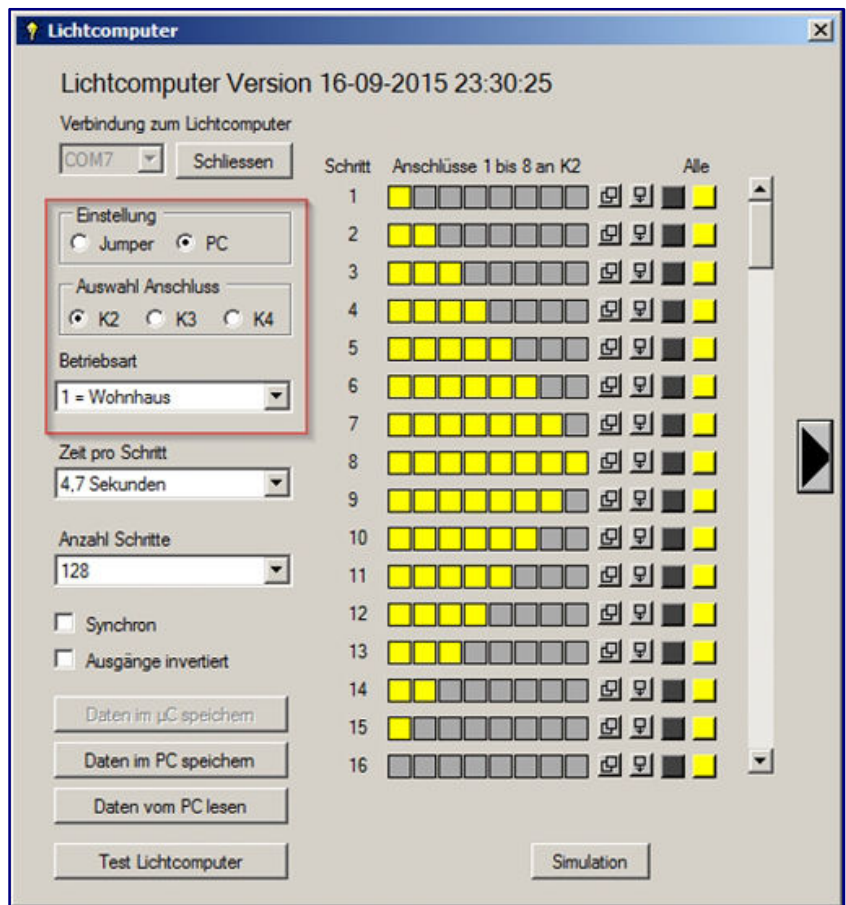 Lichtcomputer
Lichtcomputer Version 16-09-2015 23:30:25
Verbindung zum Lichtcomputer
COM7 Schliessen
Einstellung
Jumper PC
Auswahl Anschluss
K2 K3 K4
Betriebsart
1 = Wohnhaus
Zeit pro Schritt
4,7 Sekunden
Anzahl Schritte
128
Synchron
Ausgänge invertiert
Daten im µC speichern
Daten im PC speichern
Daten vom PC lesen
Test Lichtcomputer
Schritt Anschlüsse 1 bis 8 an K2 Alle
1
2
3
4
5
6
7
8
9
10
11
12
13
14
15
16
Simulation